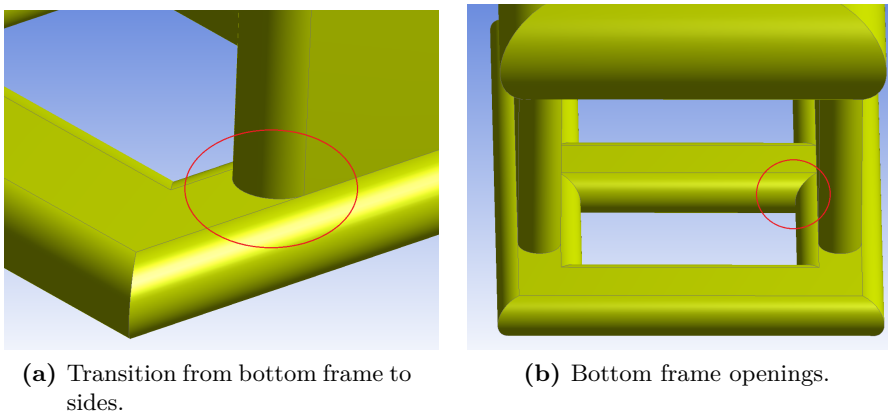 (a) Transition from bottom frame to
sides.
(b) Bottom frame openings.